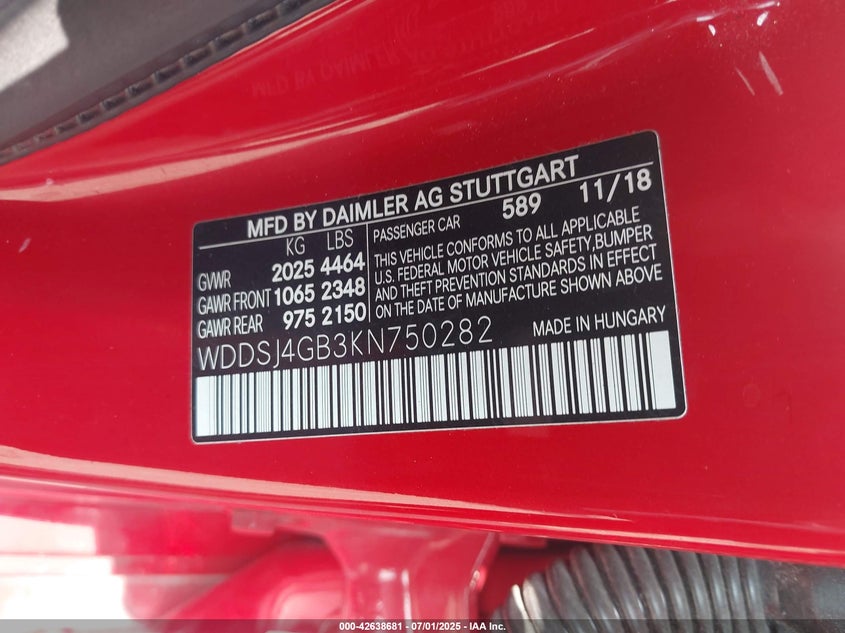 MFD BY DAIMLER AG STUTTGART
KG LBS
GVWR 2025 4464
GAWR FRONT 1065 2348
GAWR REAR 975 2150
PASSENGER CAR 589 11/18
THIS VEHICLE CONFORMS TO ALL APPLICABLE
U.S. FEDERAL MOTOR VEHICLE SAFETY,BUMPER
AND THEFT PREVENTION STANDARDS IN EFFECT
ON THE DATE OF MANUFACTURE SHOWN ABOVE
WDDSJ4GB3KN750282
MADE IN HUNGARY
000-42638681 - 07/01/2025 - IAA Inc.